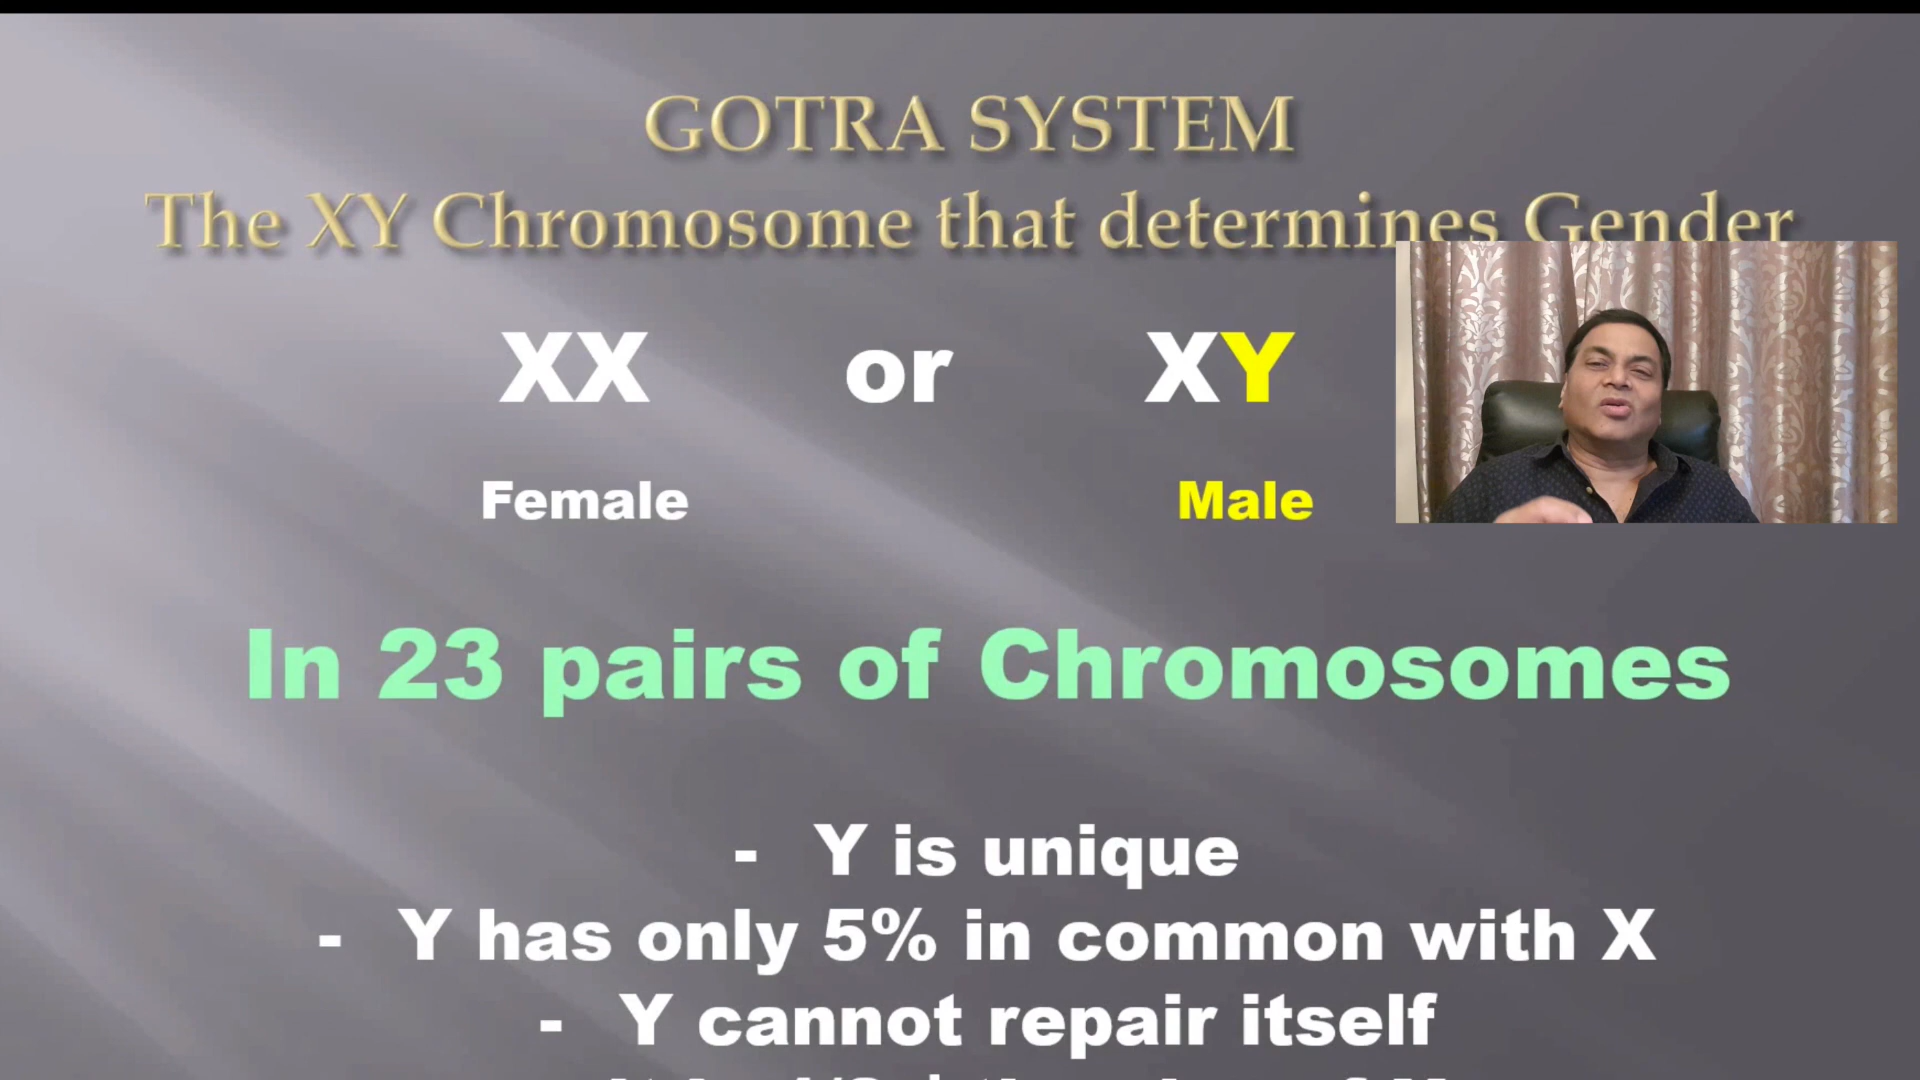 GOTRA SYSTEM
The XY Chromosome that determines Gender
XX or XY
Female Male
In 23 pairs of Chromosomes
- Y is unique
- Y has only 5% in common with X
- Y cannot repair itself